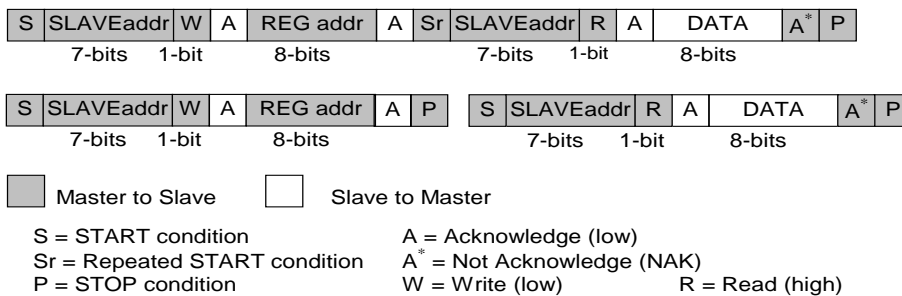 S SLAVEaddr W A REG addr A Sr SLAVEaddr R A DATA A* P
7-bits 1-bit 8-bits 7-bits 1-bit 8-bits
S SLAVEaddr W A REG addr A P S SLAVEaddr R A DATA A* P
7-bits 1-bit 8-bits 7-bits 1-bit 8-bits
Master to Slave Slave to Master
S = START condition A = Acknowledge (low)
Sr = Repeated START condition A* = Not Acknowledge (NAK)
P = STOP condition W = Write (low) R = Read (high)